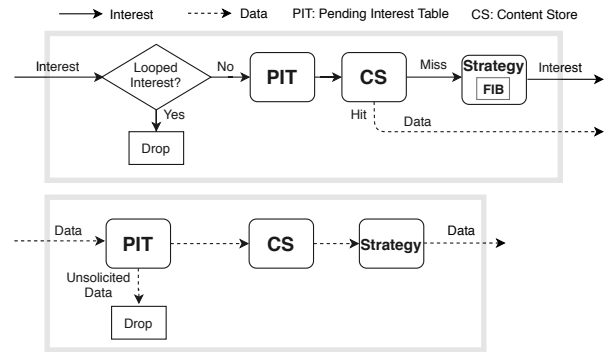 Interest Data PIT: Pending Interest Table CS: Content Store
Interest
Looped
Interest?
No
PIT
CS
Miss
Strategy
FIB
Interest
Yes
Drop
Hit
Data
Data
PIT
CS
Strategy
Data
Unsolicited
Data
Drop